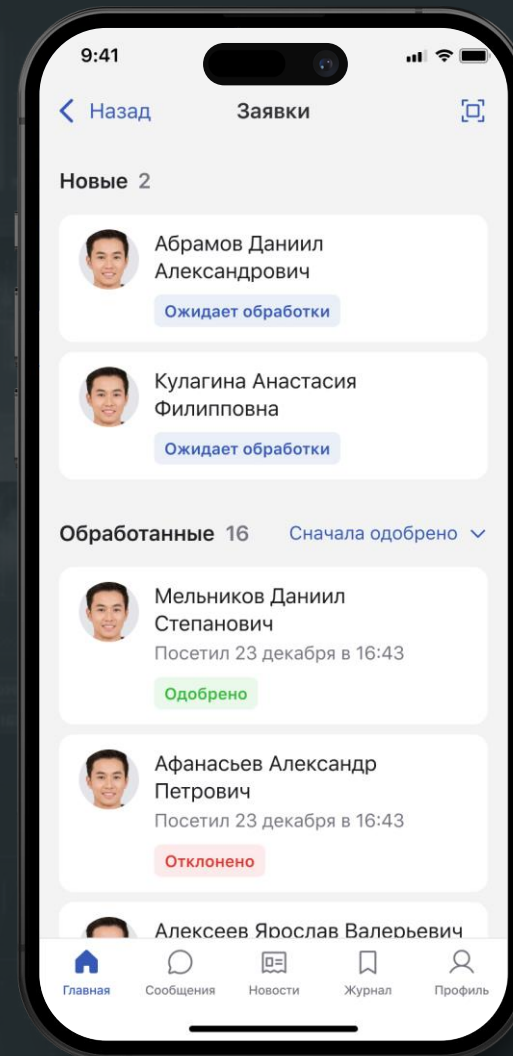 9:41
Назад
Заявки
Новые 2
Абрамов Даниил
Александрович
Ожидает обработки
Кулагина Анастасия
Филипповна
Ожидает обработки
Обработанные 16
Сначала одобрено
Мельников Даниил
Степанович
Посетил 23 декабря в 16:43
Одобрено
Афанасьев Александр
Петрович
Посетил 23 декабря в 16:43
Отклонено
Алексеев Ярослав Валерьевич
Главная
Сообщения
Новости
Журнал
Профиль